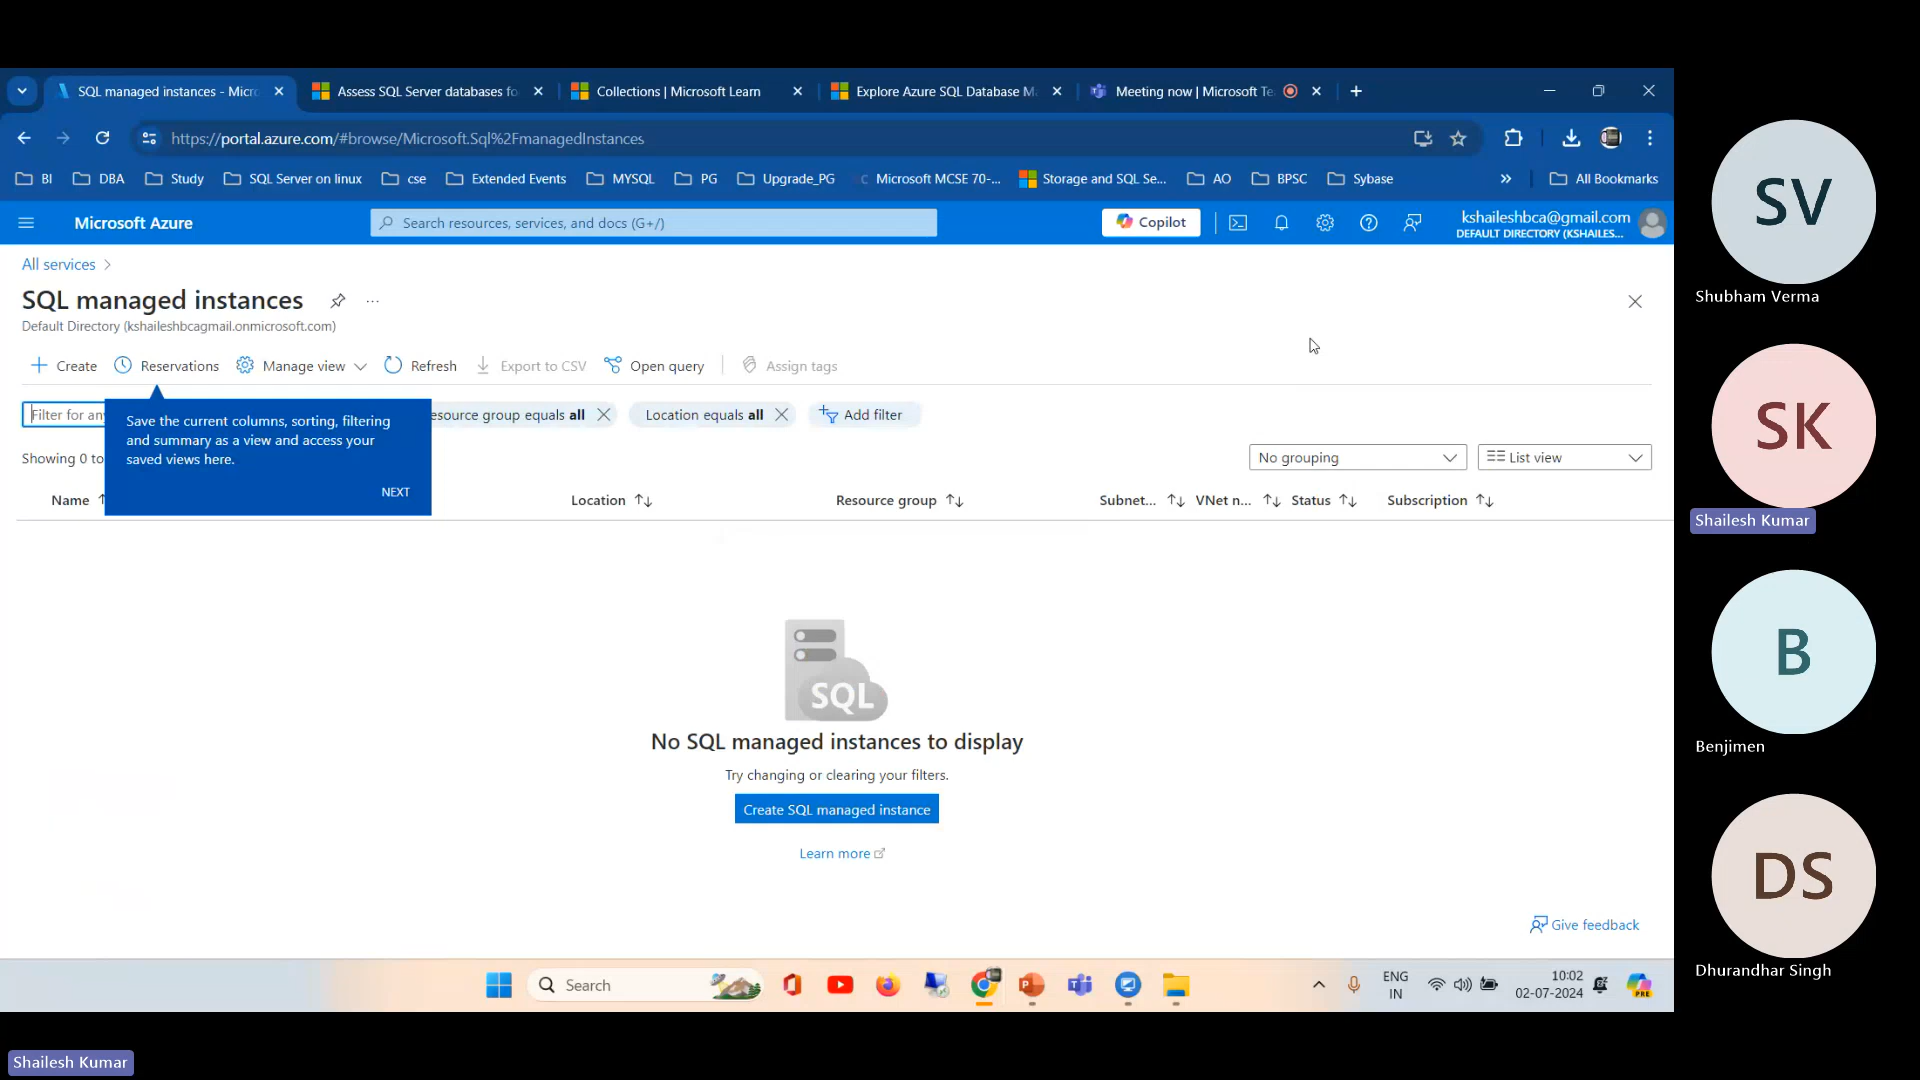 SQL managed instances - Micr
Assess SQL Server databases fo
Collections | Microsoft Learn
Explore Azure SQL Database M
Meeting now | Microsoft Te
https://portal.azure.com/#browse/Microsoft.Sql%2FmanagedInstances
BI
DBA
Study
SQL Server on linux
cse
Extended Events
MYSQL
PG
Upgrade_PG
Microsoft MCSE 70-...
Storage and SQL Se...
AO
BPSC
Sybase
All Bookmarks
Microsoft Azure
Search resources, services, and docs (G+/)
Copilot
kshaileshbca@gmail.com
DEFAULT DIRECTORY (KSHAILES...
All services
SQL managed instances
Default Directory (kshaileshbcagmail.onmicrosoft.com)
Create
Reservations
Manage view
Refresh
Export to CSV
Open query
Assign tags
Filter for any
esource group equals all
Location equals all
Add filter
Save the current columns, sorting, filtering
and summary as a view and access your
saved views here.
NEXT
Showing 0 to
No grouping
List view
Name
Location
Resource group
Subnet...
VNet n...
Status
Subscription
SQL
No SQL managed instances to display
Try changing or clearing your filters.
Create SQL managed instance
Learn more
Give feedback
Search
ENG
IN
10:02
02-07-2024
PRE
SV
Shubham Verma
SK
Shailesh Kumar
B
Benjimen
DS
Dhurandhar Singh
Shailesh Kumar